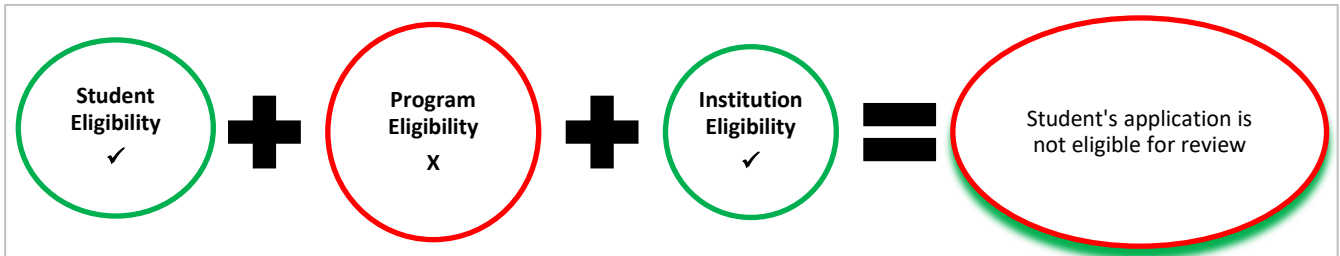 Student
Eligibility
✓
Program
Eligibility
X
Institution
Eligibility
✓
Student's application is
not eligible for review